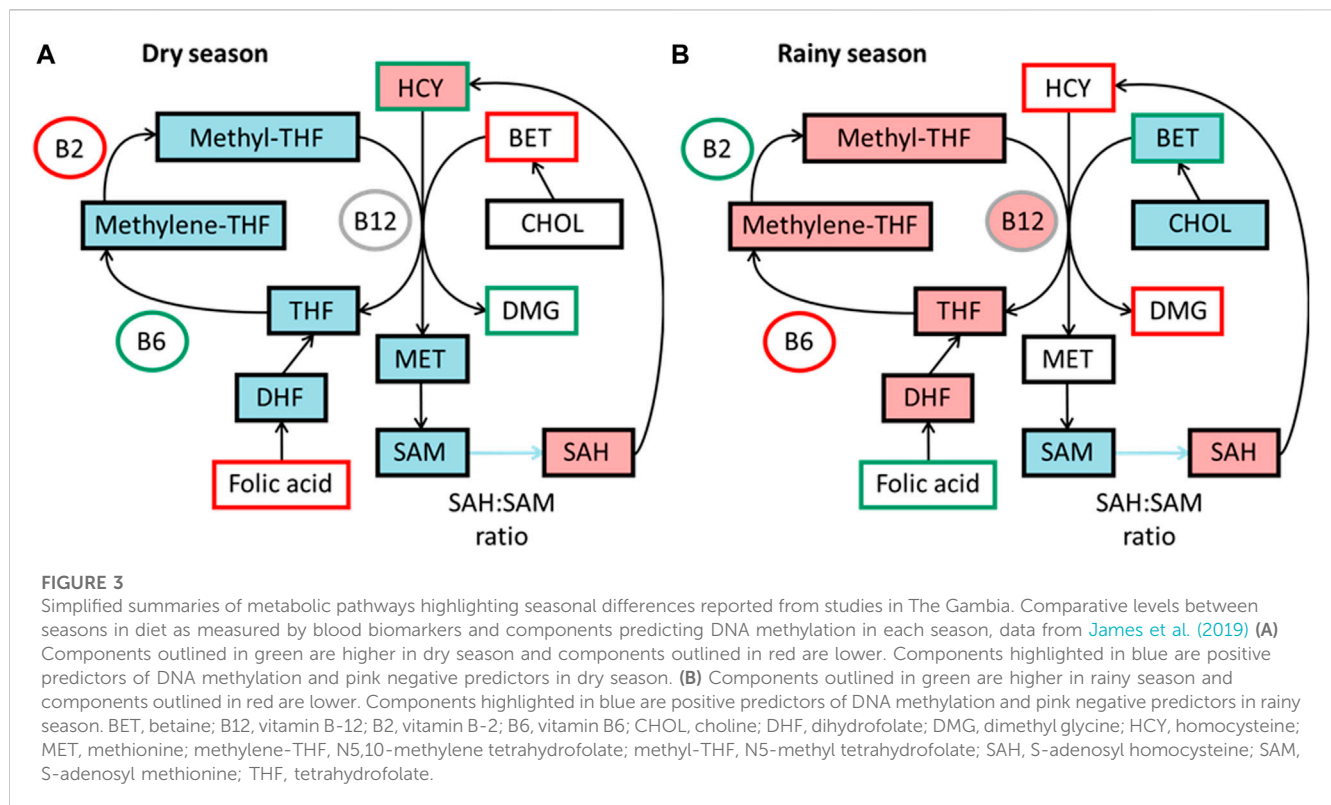 A
Dry season
HCY
B2
Methyl-THF
BET
Methylene-THF
B12
CHOL
THF
DMG
B6
MET
DHF
SAM
SAH
Folic acid
SAH:SAM
ratio
B
Rainy season
HCY
B2
Methyl-THF
BET
Methylene-THF
B12
CHOL
THF
DMG
B6
MET
DHF
SAM
SAH
Folic acid
SAH:SAM
ratio
FIGURE 3
Simplified summaries of metabolic pathways highlighting seasonal differences reported from studies in The Gambia. Comparative levels between
seasons in diet as measured by blood biomarkers and components predicting DNA methylation in each season, data from James et al. (2019) (A)
Components outlined in green are higher in dry season and components outlined in red are lower. Components highlighted in blue are positive
predictors of DNA methylation and pink negative predictors in dry season. (B) Components outlined in green are higher in rainy season and
components outlined in red are lower. Components highlighted in blue are positive predictors of DNA methylation and pink negative predictors in rainy
season. BET, betaine; B12, vitamin B-12; B2, vitamin B-2; B6, vitamin B6; CHOL, choline; DHF, dihydrofolate; DMG, dimethyl glycine; HCY, homocysteine;
MET, methionine; methylene-THF, N5,10-methylene tetrahydrofolate; methyl-THF, N5-methyl tetrahydrofolate; SAH, S-adenosyl homocysteine; SAM,
S-adenosyl methionine; THF, tetrahydrofolate.